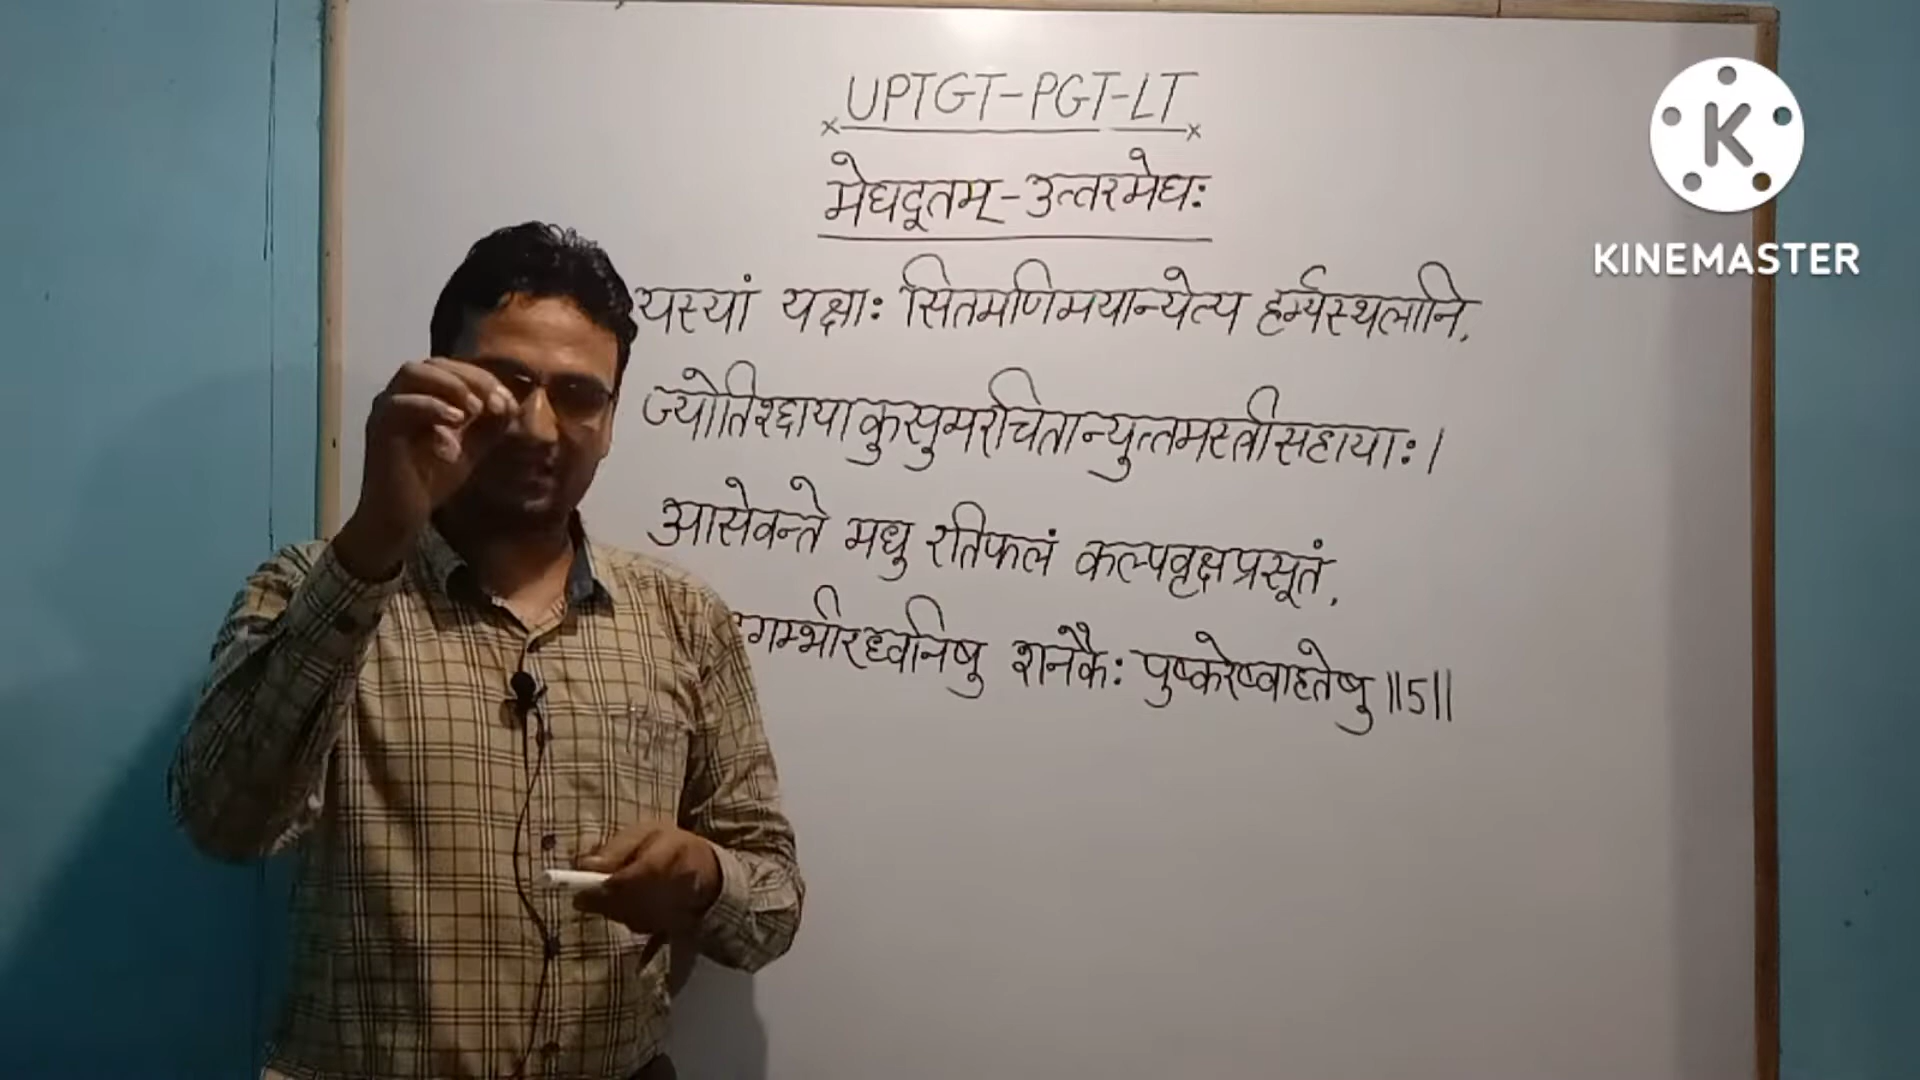 UPTGT-PGT-LT
मेघदूतम्-उत्तरमेघः
यस्यां यक्षाः सितमणिमयान्येत्य हर्म्यस्थलानि,
ज्योतिश्छायाकुसुमरचितान्युत्तमस्त्रीसहायाः।
आसेवन्ते मधु रतिफलं कल्पवृक्षप्रसूतं,
गम्भीरध्वनिषु शनकैः पुष्करेष्वाहतेषु॥5॥
K
KINEMASTER